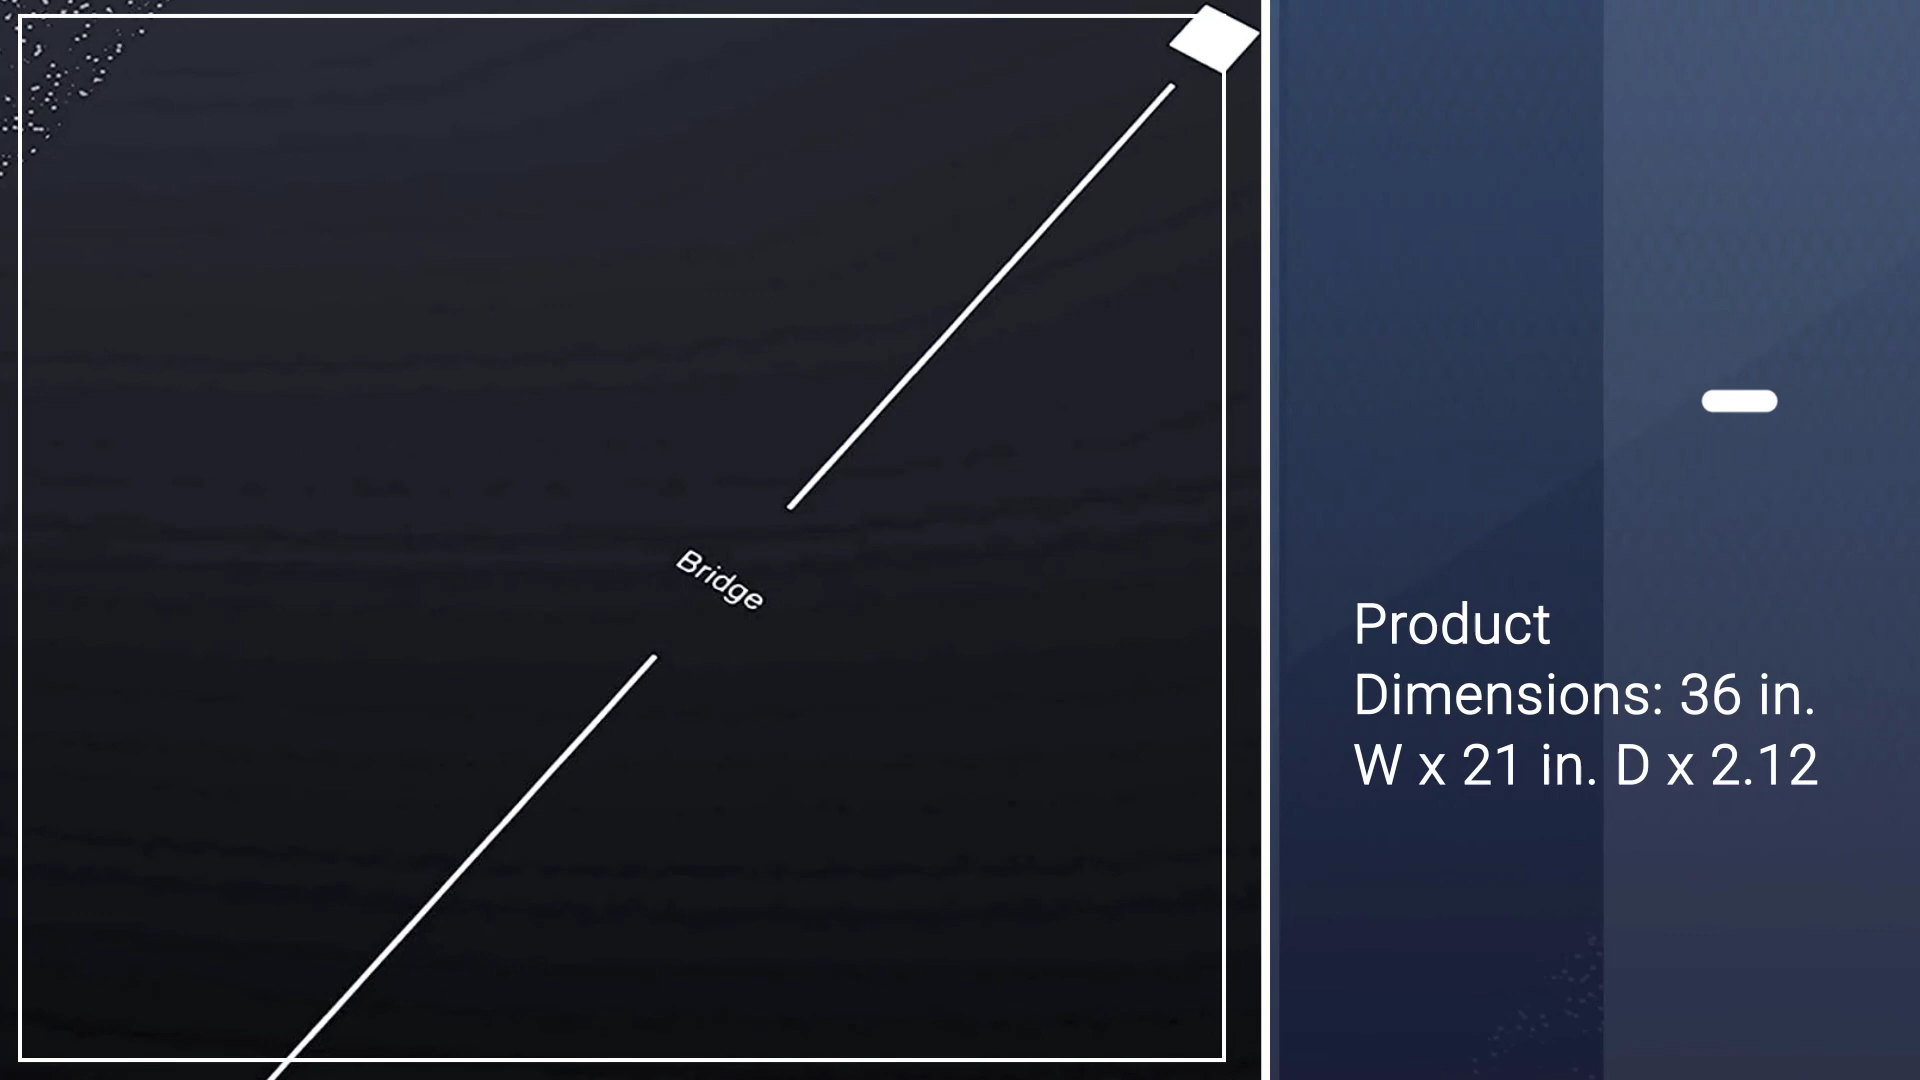 Bridge
Product
Dimensions: 36 in.
W x 21 in. D x 2.12